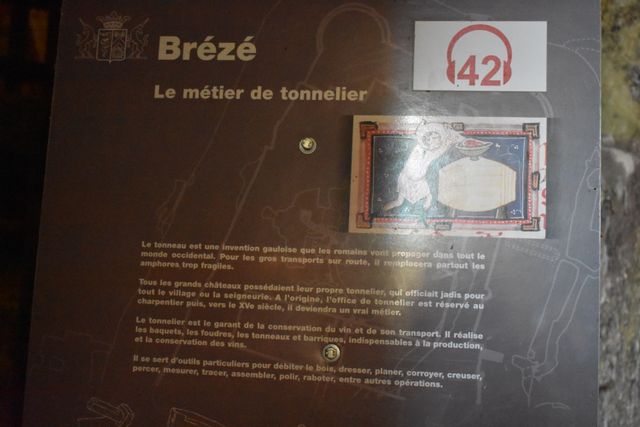 Brézé
42
Le métier de tonnelier
Le tonneau est une invention gauloise que les romains vont propager dans tout le
monde occidental. Pour les gros transports sur route, il remplacera partout les
amphores trop fragiles.
Tous les grands châteaux possédaient leur propre tonnelier, qui officiait jadis pour
tout le village ou la seigneurie. A l'origine, l'office de tonnelier est réservé au
charpentier puis, vers le XVe siècle, il deviendra un vrai métier.
Le tonnelier est le garant de la conservation du vin et de son transport. Il réalise
les baquets, les foudres, les tonneaux et barriques, indispensables à la production,
et la conservation des vins.
Il se sert d'outils particuliers pour débiter le bois, dresser, planer, corroyer, creuser,
percer, mesurer, tracer, assembler, polir, raboter, entre autres opérations.